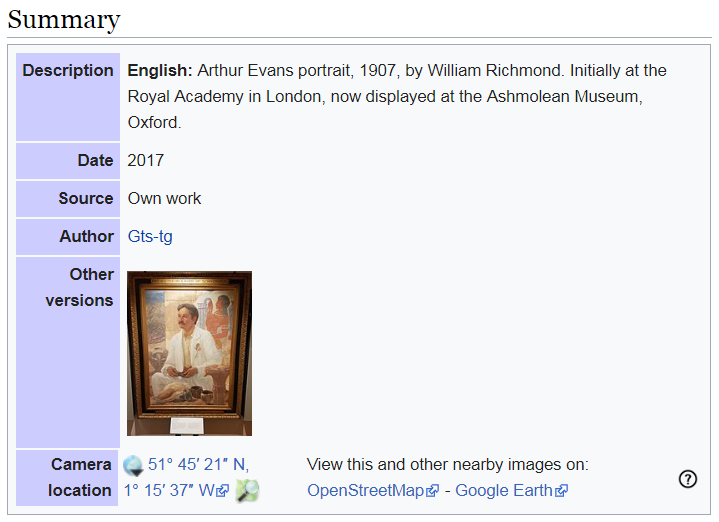 Summary
Description English: Arthur Evans portrait, 1907, by William Richmond. Initially at the
Royal Academy in London, now displayed at the Ashmolean Museum,
Oxford.
Date 2017
Source Own work
Author Gts-tg
Other
versions
Camera 51° 45′ 21″ N, View this and other nearby images on:
location 1° 15′ 37″ W OpenStreetMap - Google Earth